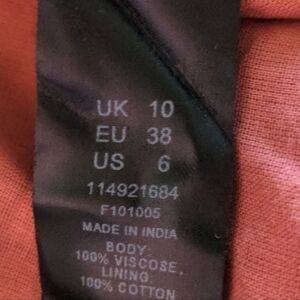 UK 10
EU 38
US 6
114921684
F101005
MADE IN INDIA
BODY:
100% VISCOSE,
LINING:
100% COTTON